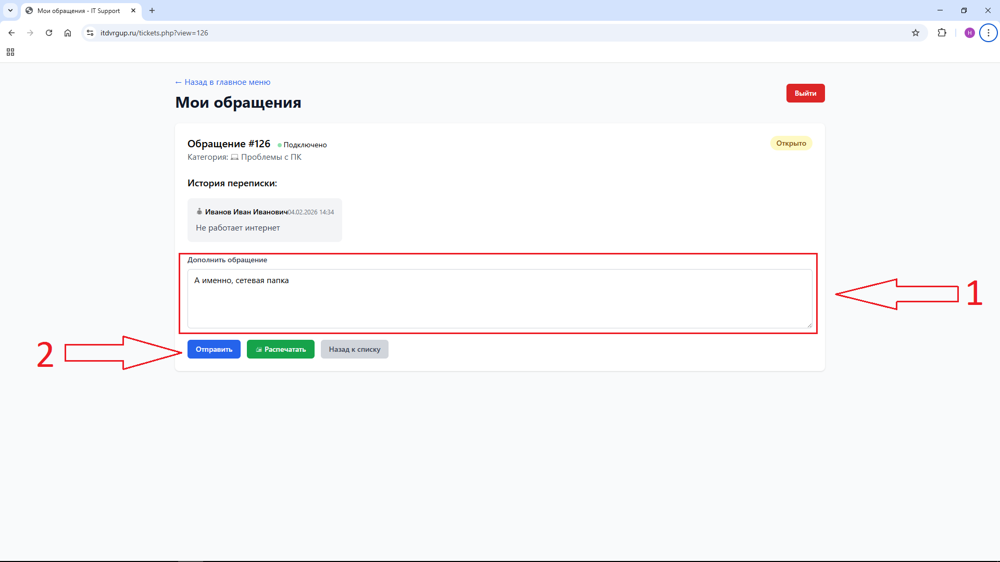 Мои обращения - IT Support
itdvrgup.ru/tickets.php?view=126
H
← Назад в главное меню
Мои обращения
Выйти
Обращение #126 Подключено
Открыто
Категория: Проблемы с ПК
История переписки:
Иванов Иван Иванович04.02.2026 14:34
Не работает интернет
Дополнить обращение
А именно, сетевая папка
1
2
Отправить Распечатать Назад к списку